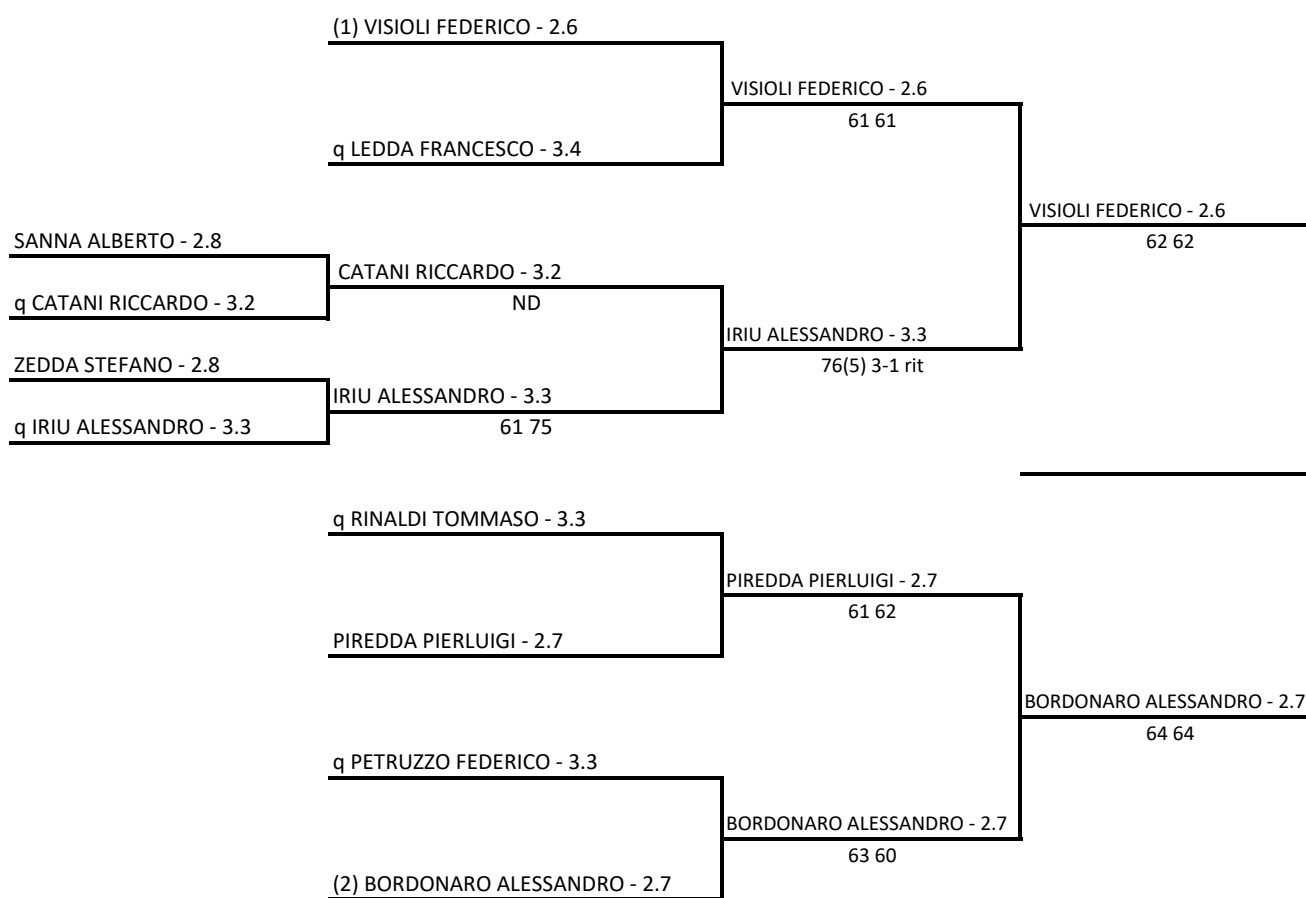 (1) VISIOLI FEDERICO - 2.6
VISIOLI FEDERICO - 2.6
61 61
q LEDDA FRANCESCO - 3.4
VISIOLI FEDERICO - 2.6
62 62
SANNA ALBERTO - 2.8
CATANI RICCARDO - 3.2
ND
q CATANI RICCARDO - 3.2
IRIU ALESSANDRO - 3.3
76(5) 3-1 rit
ZEDDA STEFANO - 2.8
IRIU ALESSANDRO - 3.3
61 75
q IRIU ALESSANDRO - 3.3
q RINALDI TOMMASO - 3.3
PIREDDA PIERLUIGI - 2.7
61 62
PIREDDA PIERLUIGI - 2.7
BORDONARO ALESSANDRO - 2.7
64 64
q PETRUZZO FEDERICO - 3.3
BORDONARO ALESSANDRO - 2.7
63 60
(2) BORDONARO ALESSANDRO - 2.7